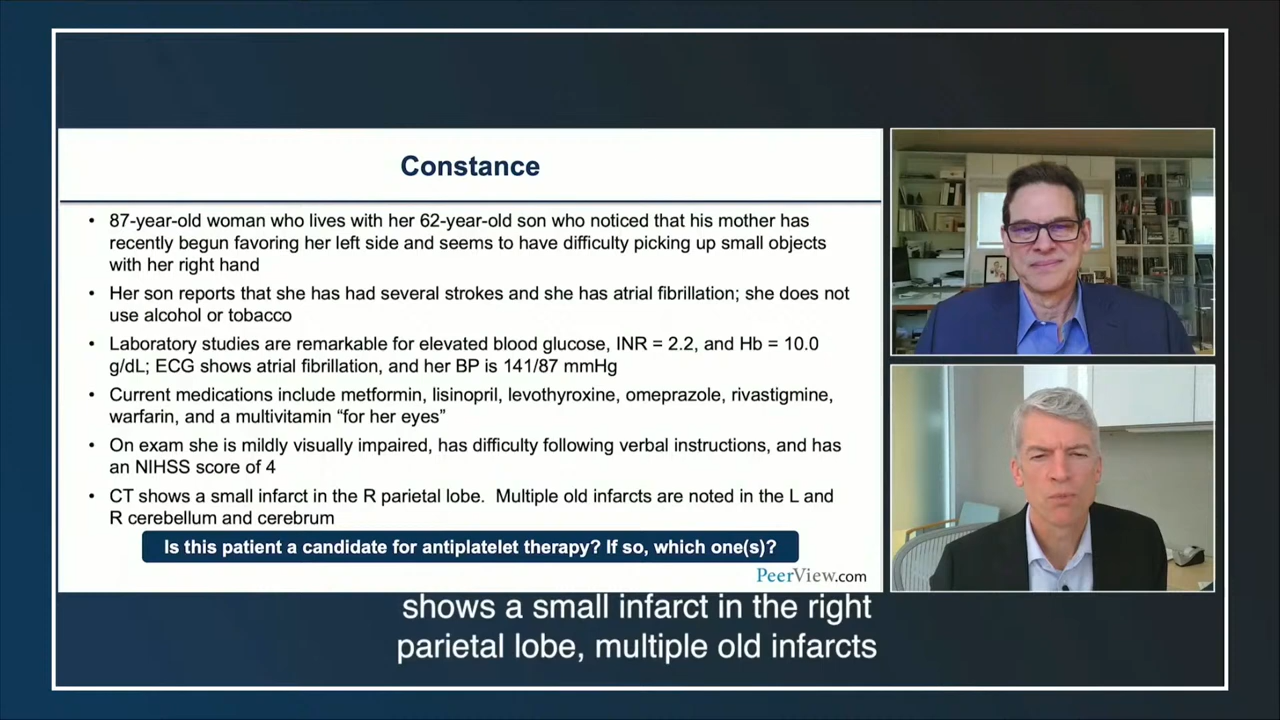 Constance
• 87-year-old woman who lives with her 62-year-old son who noticed that his mother has
recently begun favoring her left side and seems to have difficulty picking up small objects
with her right hand
• Her son reports that she has had several strokes and she has atrial fibrillation; she does not
use alcohol or tobacco
• Laboratory studies are remarkable for elevated blood glucose, INR = 2.2, and Hb = 10.0
g/dL; ECG shows atrial fibrillation, and her BP is 141/87 mmHg
• Current medications include metformin, lisinopril, levothyroxine, omeprazole, rivastigmine,
warfarin, and a multivitamin “for her eyes”
• On exam she is mildly visually impaired, has difficulty following verbal instructions, and has
an NIHSS score of 4
• CT shows a small infarct in the R parietal lobe. Multiple old infarcts are noted in the L and
R cerebellum and cerebrum
Is this patient a candidate for antiplatelet therapy? If so, which one(s)?
PeerView.com
shows a small infarct in the right
parietal lobe, multiple old infarcts